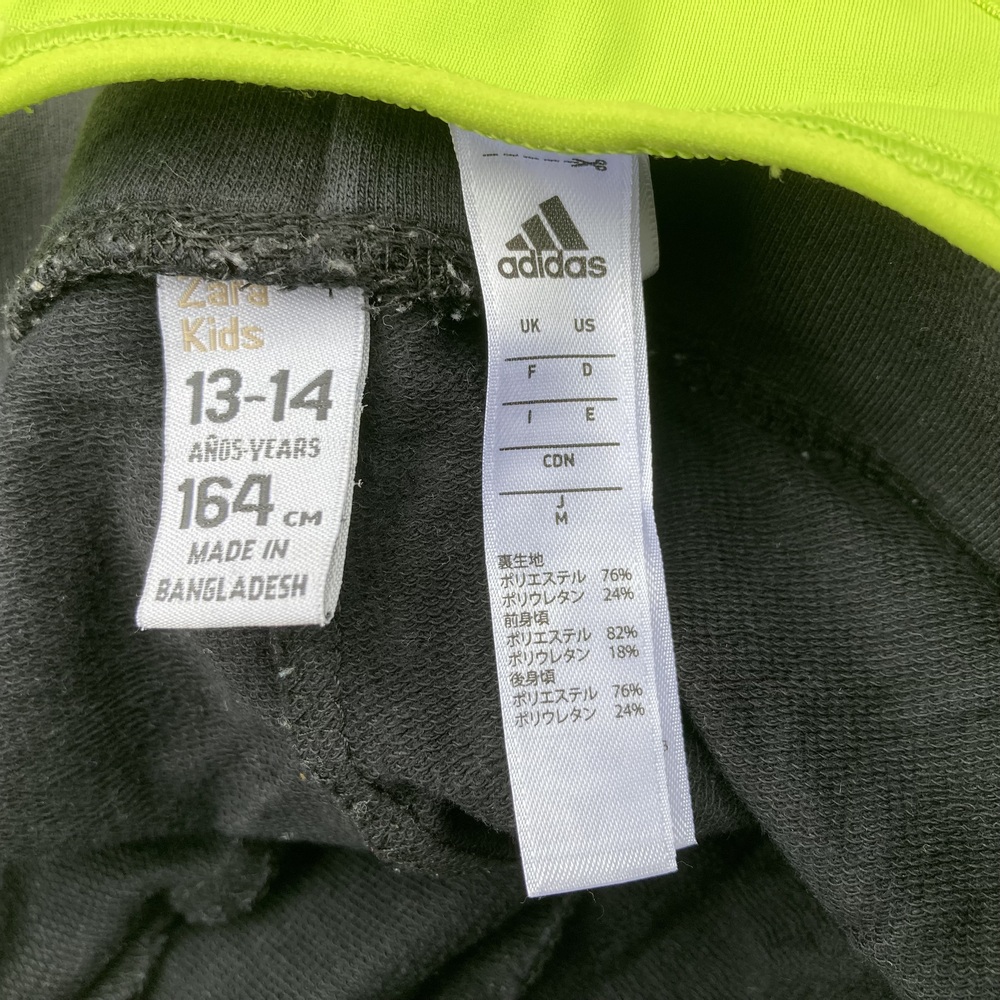 Zara
Kids
13-14
AÑOS-YEARS
164 CM
MADE IN
BANGLADESH
adidas
UK US
F D
I E
CDN
J
M
裏生地
ポリエステル 76%
ポリウレタン 24%
前身頃
ポリエステル 82%
ポリウレタン 18%
後身頃
ポリエステル 76%
ポリウレタン 24%